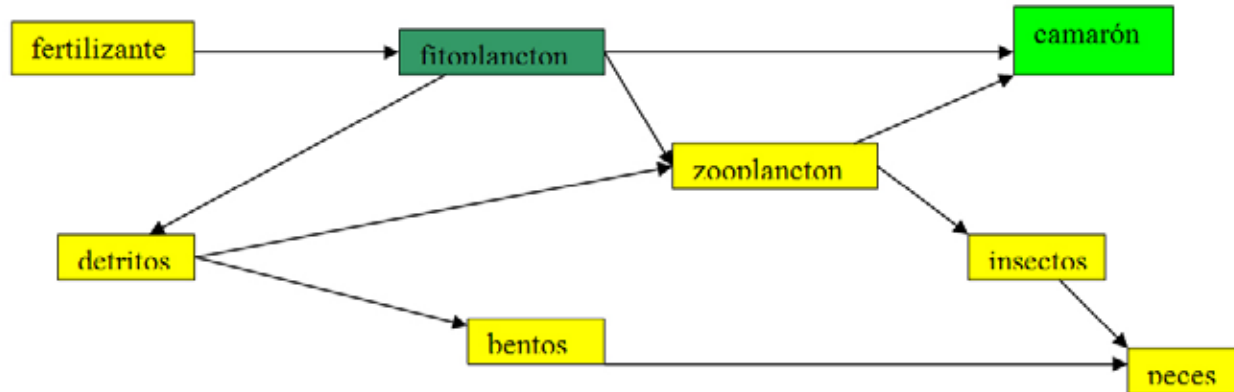 fertilizante
fitoplancton
camarón
zooplancton
detritos
insectos
bentos
peces